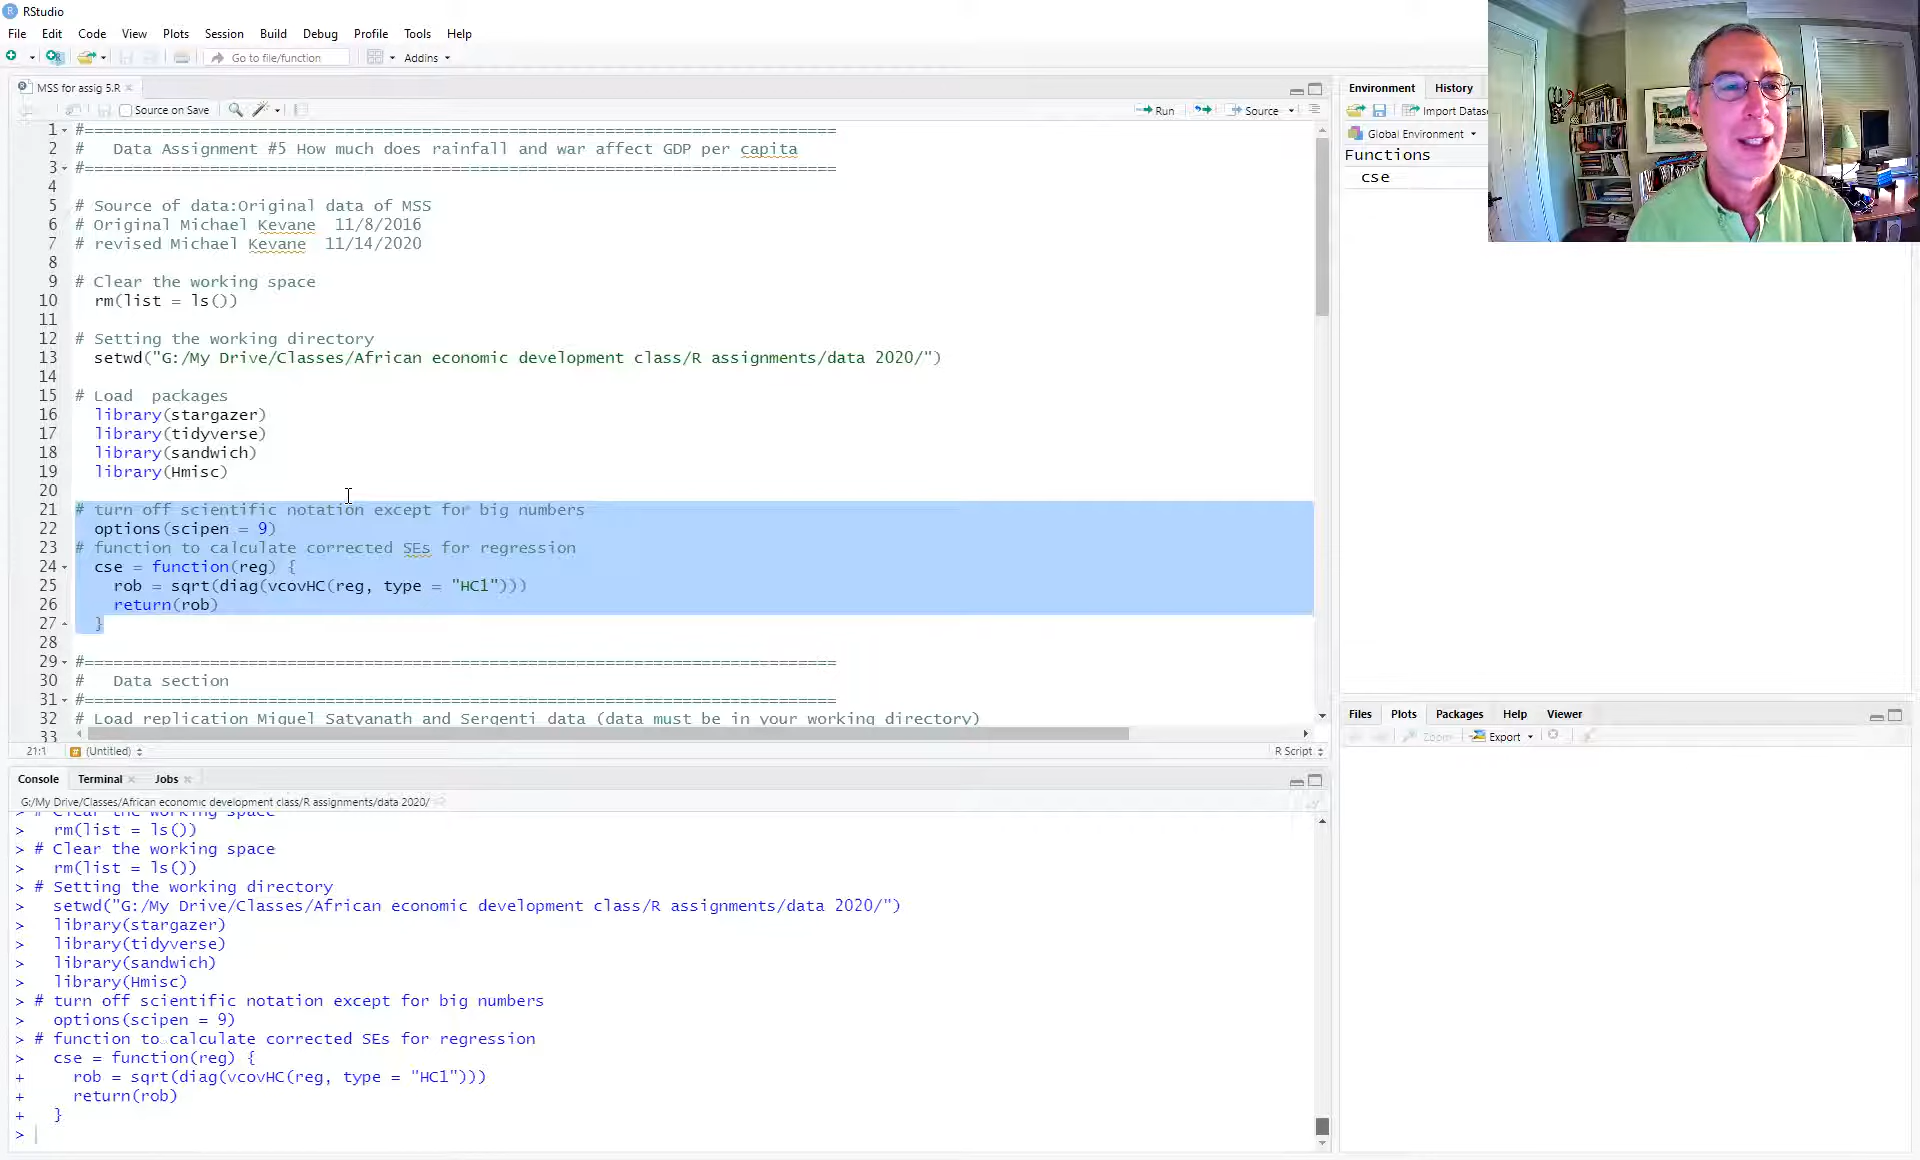 RStudio
File Edit Code View Plots Session Build Debug Profile Tools Help
Go to file/function Addins
MSS for assig 5.R
Source on Save Run Source
1 #==============================================================================
2 #   Data Assignment #5 How much does rainfall and war affect GDP per capita
3 #==============================================================================
4
5 # Source of data:Original data of MSS
6 # Original Michael Kevane  11/8/2016
7 # revised Michael Kevane  11/14/2020
8
9 # Clear the working space
10 rm(list = ls())
11
12 # Setting the working directory
13 setwd("G:/My Drive/Classes/African economic development class/R assignments/data 2020/")
14
15 # Load  packages
16 library(stargazer)
17 library(tidyverse)
18 library(sandwich)
19 library(Hmisc)
20
21 # turn off scientific notation except for big numbers
22 options(scipen = 9)
23 # function to calculate corrected SEs for regression
24 cse = function(reg) {
25 rob = sqrt(diag(vcovHC(reg, type = "HC1")))
26 return(rob)
27 }
28
29 #==============================================================================
30 #   Data section
31 #==============================================================================
32 # Load replication Miguel Satyanath and Sergenti data (data must be in your working directory)
33
21:1 (Untitled) R Script
Console Terminal Jobs
G:/My Drive/Classes/African economic development class/R assignments/data 2020/
> # Clear the working space
> rm(list = ls())
> # Clear the working space
> rm(list = ls())
> # Setting the working directory
> setwd("G:/My Drive/Classes/African economic development class/R assignments/data 2020/")
> library(stargazer)
> library(tidyverse)
> library(sandwich)
> library(Hmisc)
> # turn off scientific notation except for big numbers
> options(scipen = 9)
> # function to calculate corrected SEs for regression
> cse = function(reg) {
+ rob = sqrt(diag(vcovHC(reg, type = "HC1")))
+ return(rob)
+ }
>
Environment History
Import Datas
Global Environment
Functions
cse
Files Plots Packages Help Viewer
Zoom Export